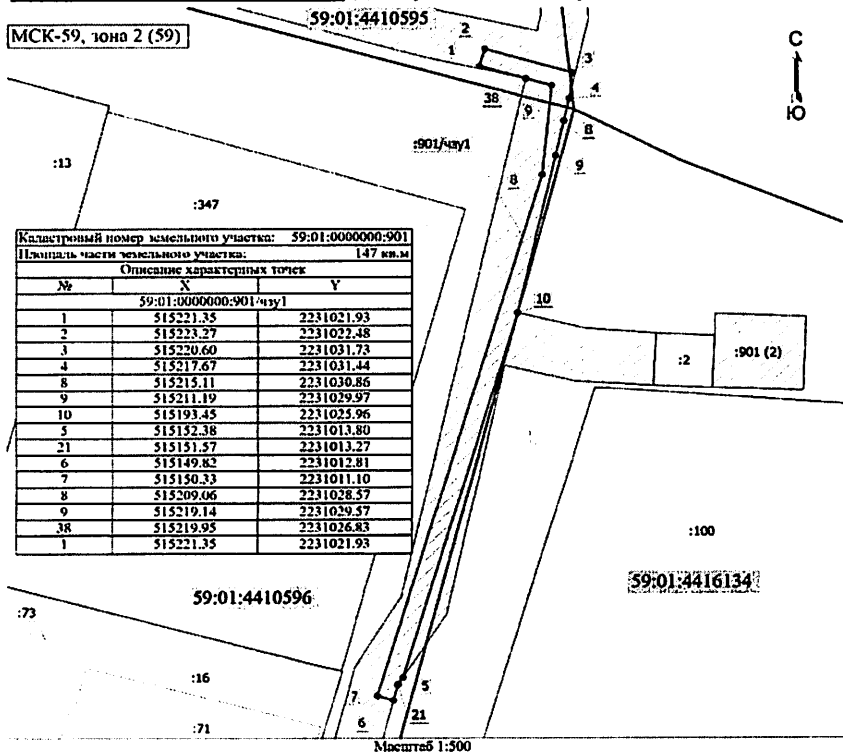 59:01:4410595
МСК-59, зона 2 (59)
2
1
3
С
Ю
38
9
4
8
9
:901/чзу1
:13
8
:347
Кадастровый номер земельного участка: 59:01:0000000:901
Площадь части земельного участка: 147 кв.м
Описание характерных точек
№ X Y
59:01:0000000:901/чзу1
1 515221.35 2231021.93
2 515223.27 2231022.48
3 515220.60 2231031.73
4 515217.67 2231031.44
8 515215.11 2231030.86
9 515211.19 2231029.97
10 515193.45 2231025.96
5 515152.38 2231013.80
21 515151.57 2231013.27
6 515149.82 2231012.81
7 515150.33 2231011.10
8 515209.06 2231028.57
9 515219.14 2231029.57
38 515219.95 2231026.83
1 515221.35 2231021.93
10
:2
:901 (2)
:100
59:01:4410596
59:01:4416134
:73
:16
:71
7
5
6
21
Масштаб 1:500